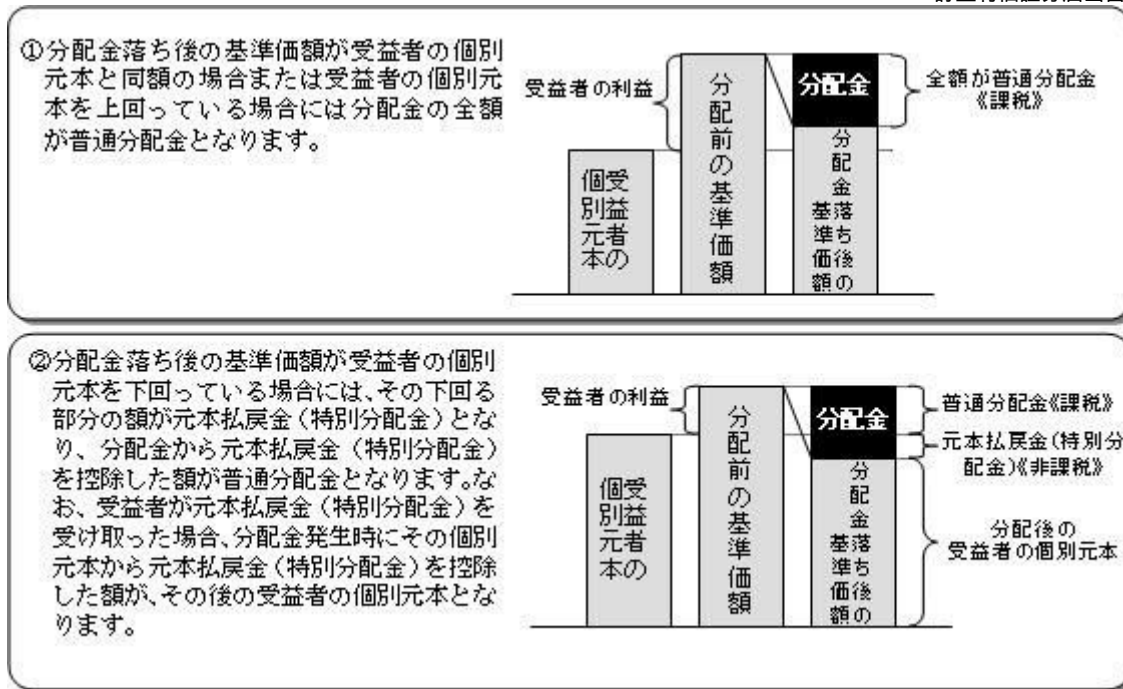 ①分配金落ち後の基準価額が受益者の個別
元本と同額の場合または受益者の個別元
本を上回っている場合には分配金の全額
が普通分配金となります。
受益者の利益
分配前の基準価額
分配金
全額が普通分配金
《課税》
受益者の
個別元本
分配金落ち後の
基準価額
②分配金落ち後の基準価額が受益者の個別
元本を下回っている場合には、その下回る
部分の額が元本払戻金（特別分配金）とな
り、分配金から元本払戻金（特別分配金）
を控除した額が普通分配金となります。な
お、受益者が元本払戻金（特別分配金）を
受け取った場合、分配金発生時にその個別
元本から元本払戻金（特別分配金）を控除
した額が、その後の受益者の個別元本とな
ります。
受益者の利益
分配前の基準価額
分配金
普通分配金《課税》
元本払戻金（特別分
配金）《非課税》
受益者の
個別元本
分配金落ち後の
基準価額
分配後の
受益者の個別元本